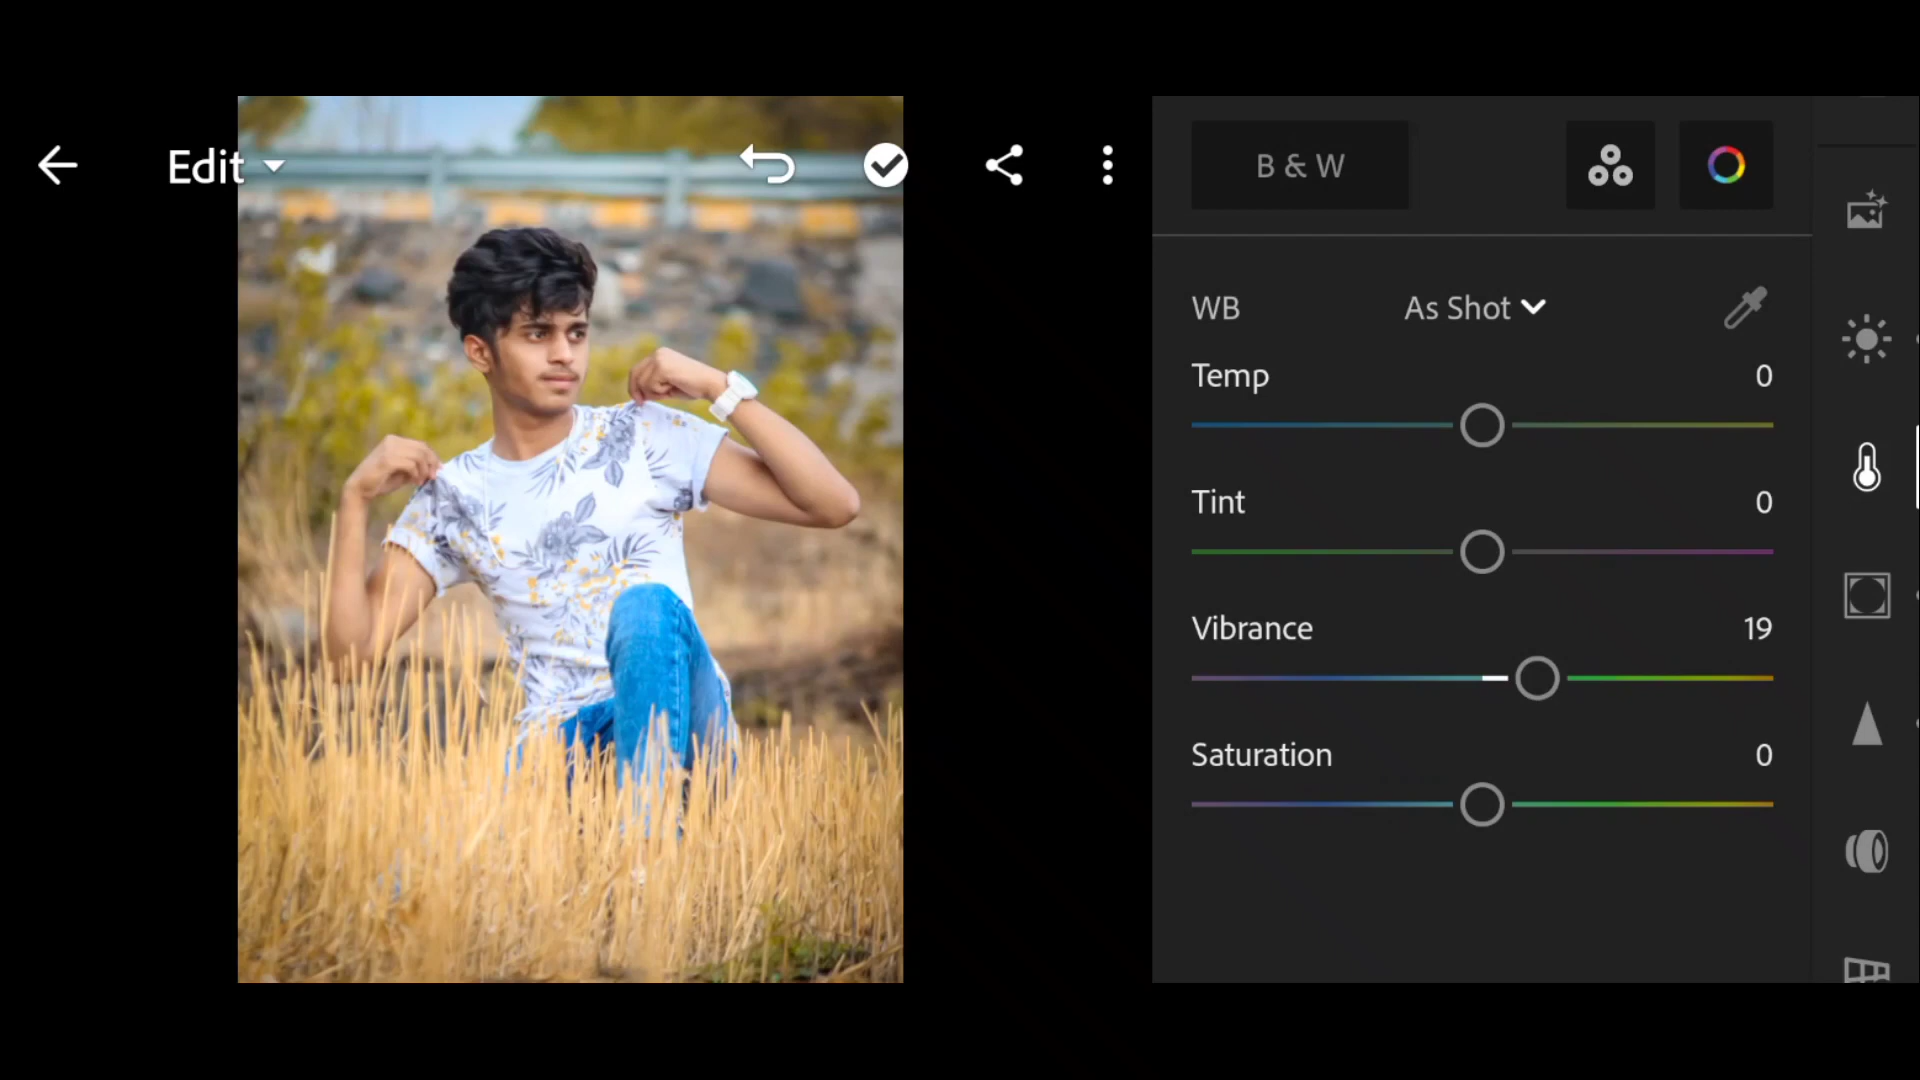 Edit
B & W
WB As Shot
Temp 0
Tint 0
Vibrance 19
Saturation 0